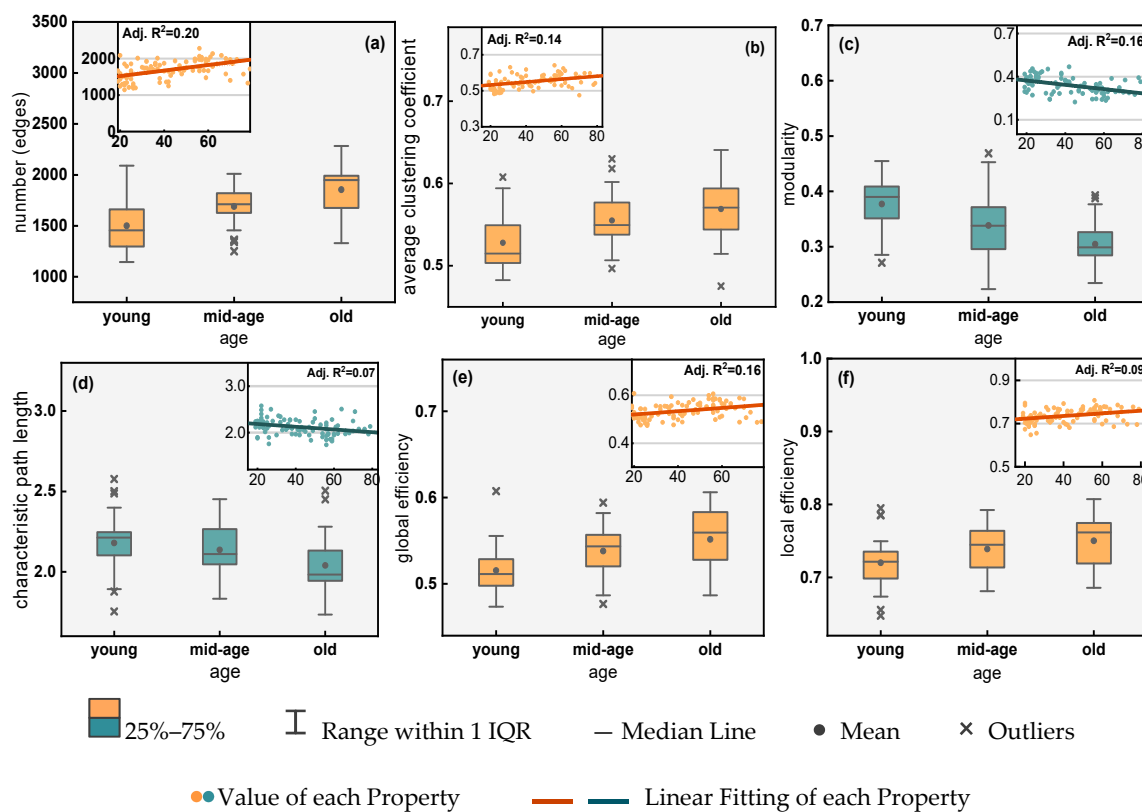 3500
3000
2500
2000
1500
1000
nunmber (edges)
Adj. R²=0.20
(a)
2000
1000
0
20 40 60
young mid-age old
age
0.7
0.6
0.5
average clustering coefficient
Adj. R²=0.14
(b)
0.7
0.5
0.3
20 40 60 80
young mid-age old
age
0.7
0.6
0.5
0.4
0.3
0.2
modularity
(c)
Adj. R²=0.16
0.7
0.4
0.1
20 40 60 80
young mid-age old
age
3.0
2.5
2.0
characteristic path length
(d)
Adj. R²=0.07
3.0
2.0
20 40 60 80
young mid-age old
age
0.7
0.6
0.5
global efficiency
(e)
Adj. R²=0.16
0.6
0.4
20 40 60 80
young mid-age old
age
1.0
0.9
0.8
0.7
local efficiency
(f)
Adj. R²=0.09
0.9
0.7
0.5
20 40 60 80
young mid-age old
age
25%–75% Range within 1 IQR — Median Line Mean Outliers
Value of each Property Linear Fitting of each Property